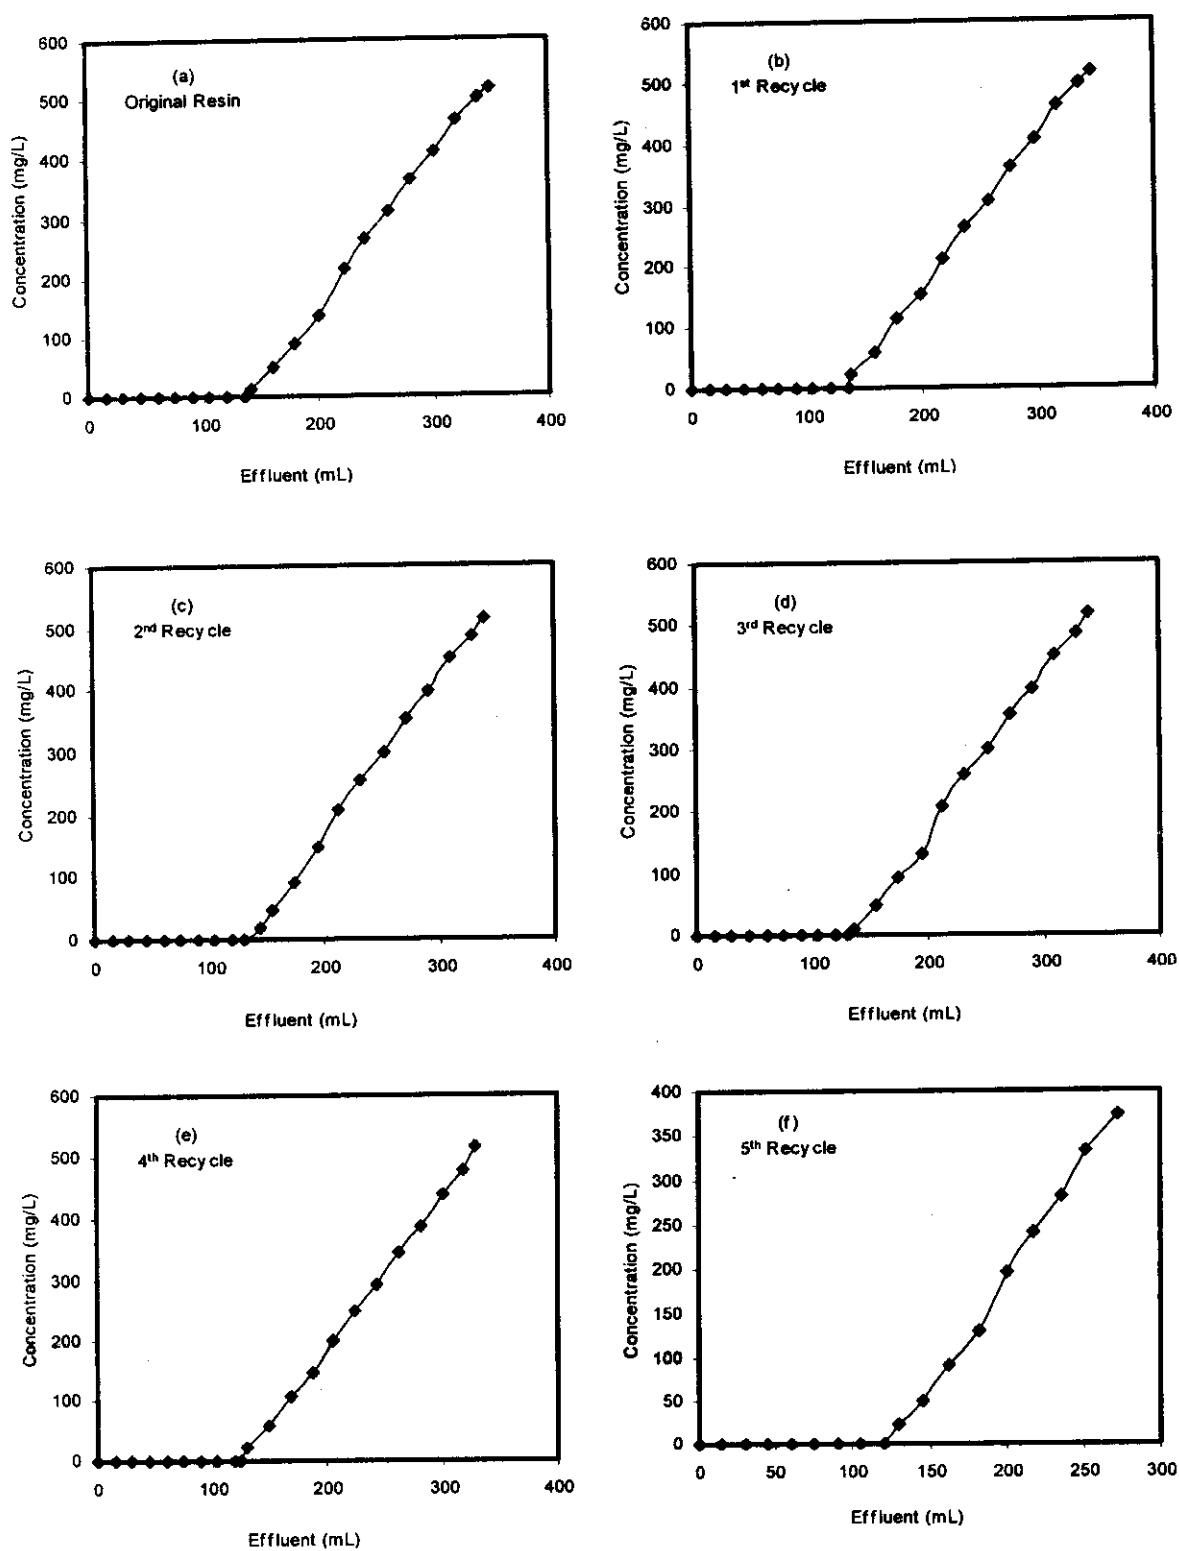 (a)
Original Resin
Concentration (mg/L)
600
500
400
300
200
100
0
0 100 200 300 400
Effluent (mL)
(b)
1st Recycle
Concentration (mg/L)
600
500
400
300
200
100
0
0 100 200 300 400
Effluent (mL)
(c)
2nd Recycle
Concentration (mg/L)
600
500
400
300
200
100
0
0 100 200 300 400
Effluent (mL)
(d)
3rd Recycle
Concentration (mg/L)
600
500
400
300
200
100
0
0 100 200 300 400
Effluent (mL)
(e)
4th Recycle
Concentration (mg/L)
600
500
400
300
200
100
0
0 100 200 300 400
Effluent (mL)
(f)
5th Recycle
Concentration (mg/L)
400
350
300
250
200
150
100
50
0
0 50 100 150 200 250 300
Effluent (mL)